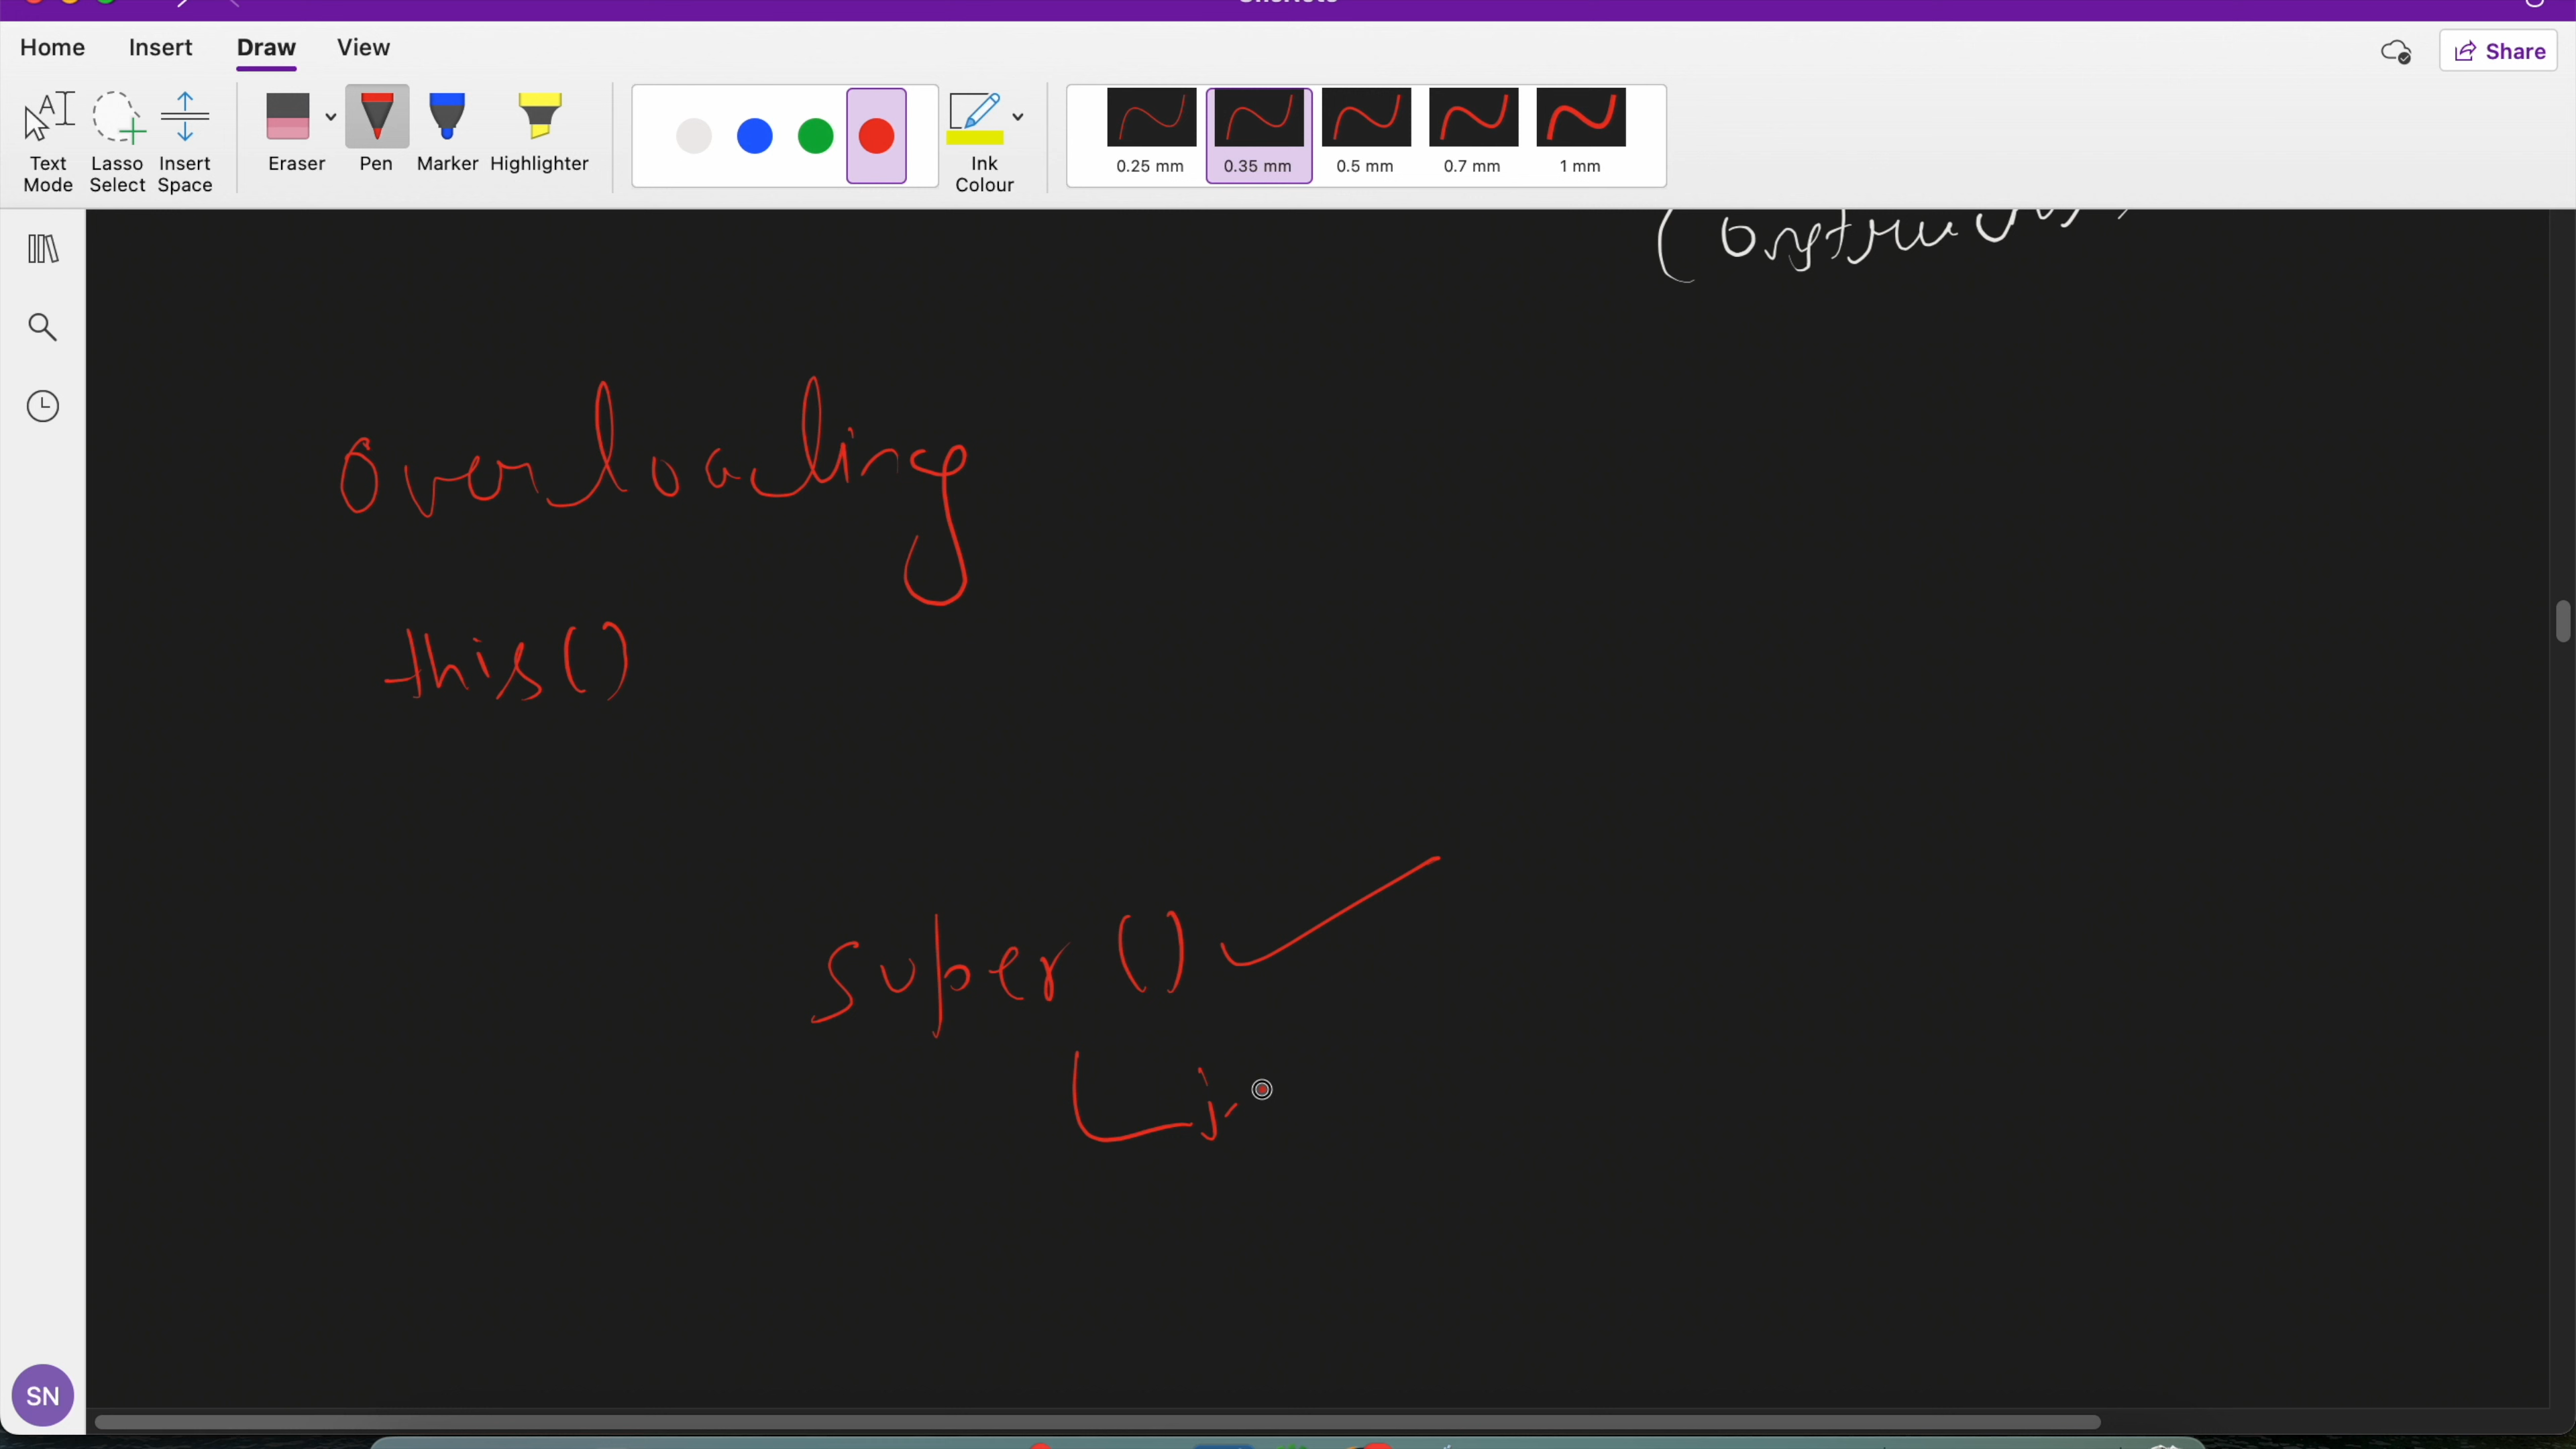 Home Insert Draw View
Share
Text Mode
Lasso Select
Insert Space
Eraser
Pen
Marker
Highlighter
Ink Colour
0.25 mm
0.35 mm
0.5 mm
0.7 mm
1 mm
Overloading
this()
Super ()
SN